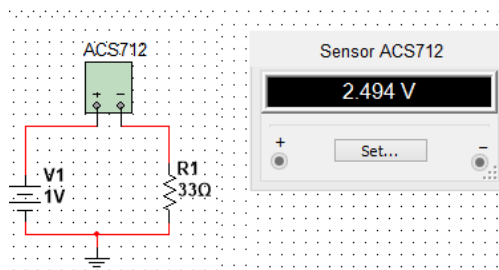 ACS712
+ −
V1
1V
R1
33Ω
Sensor ACS712
2.494 V
+
Set...
−